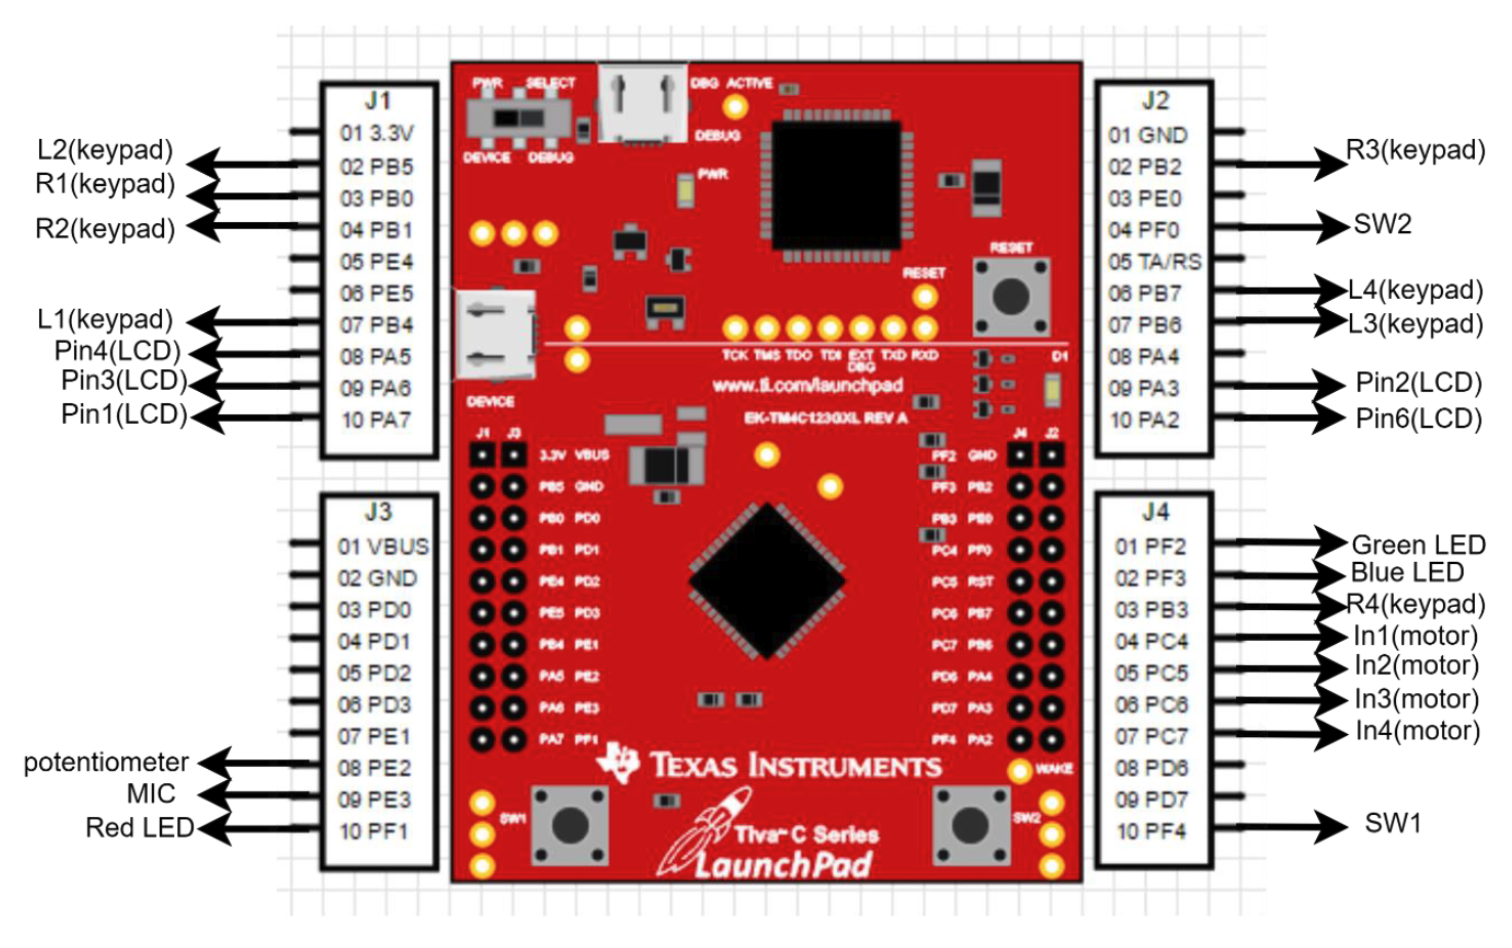 J1
01 3.3V
02 PB5
03 PB0
04 PB1
05 PE4
06 PE5
07 PB4
08 PA5
09 PA6
10 PA7
L2(keypad)
R1(keypad)
R2(keypad)
L1(keypad)
Pin4(LCD)
Pin3(LCD)
Pin1(LCD)
J3
01 VBUS
02 GND
03 PD0
04 PD1
05 PD2
06 PD3
07 PE1
08 PE2
09 PE3
10 PF1
potentiometer
MIC
Red LED
PWR SELECT
DEVICE DEBUG
DBG ACTIVE
DEBUG
PWR
RESET
RESET
TCK TMS TDO TDI EXT TXD RXD
DBG
D1
www.ti.com/launchpad
DEVICE
EK-TM4C123GXL REV A
J1 J3
3.3V VBUS
PB5 GND
PB0 PD0
PB1 PD1
PE4 PD2
PE5 PD3
PB4 PE1
PA5 PE2
PA6 PE3
PA7 PF1
J4 J2
PF2 GND
PF3 PB2
PB3 PE0
PC4 PF0
PC5 RST
PC6 PB7
PC7 PB6
PD6 PA4
PD7 PA3
PF4 PA2
TEXAS INSTRUMENTS
WAKE
SW1
SW2
Tiva™ C Series
LaunchPad
J2
01 GND
02 PB2
03 PE0
04 PF0
05 TA/RS
06 PB7
07 PB6
08 PA4
09 PA3
10 PA2
R3(keypad)
SW2
L4(keypad)
L3(keypad)
Pin2(LCD)
Pin6(LCD)
J4
01 PF2
02 PF3
03 PB3
04 PC4
05 PC5
06 PC6
07 PC7
08 PD6
09 PD7
10 PF4
Green LED
Blue LED
R4(keypad)
In1(motor)
In2(motor)
In3(motor)
In4(motor)
SW1